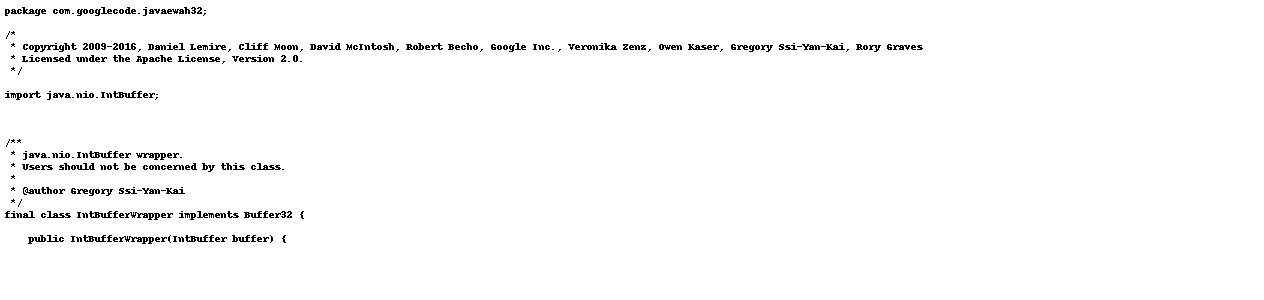 package com.googlecode.javaewah32;

/*
 * Copyright 2009-2016, Daniel Lemire, Cliff Moon, David McIntosh, Robert Becho, Google Inc., Veronika Zenz, Owen Kaser, Gregory Ssi-Yan-Kai, Rory Graves
 * Licensed under the Apache License, Version 2.0.
 */

import java.nio.IntBuffer;



/**
 * java.nio.IntBuffer wrapper.
 * Users should not be concerned by this class.
 *
 * @author Gregory Ssi-Yan-Kai
 */
final class IntBufferWrapper implements Buffer32 {

    public IntBufferWrapper(IntBuffer buffer) {